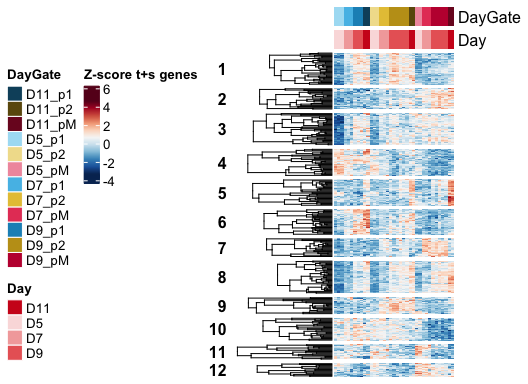 DayGate
Day
DayGate
D11_p1
D11_p2
D11_pM
D5_p1
D5_p2
D5_pM
D7_p1
D7_p2
D7_pM
D9_p1
D9_p2
D9_pM
Day
D11
D5
D7
D9
Z-score t+s genes
6
4
2
0
-2
-4
1
2
3
4
5
6
7
8
9
10
11
12